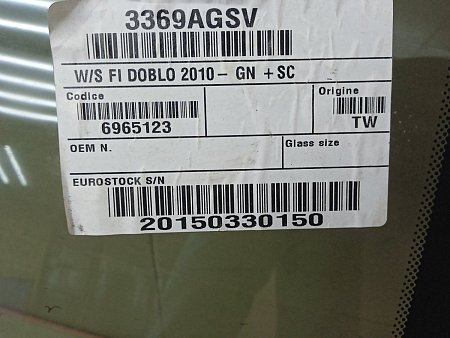 3369AGSV
W/S FI DOBLO 2010- GN +SC
Codice
Origine
6965123
TW
OEM N.
Glass size
EUROSTOCK S/N
20150330150